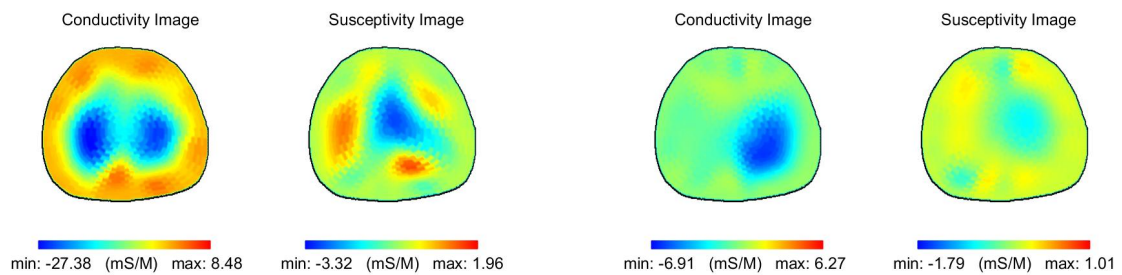 Conductivity Image
Susceptivity Image
Conductivity Image
Susceptivity Image
min: -27.38 (mS/M) max: 8.48
min: -3.32 (mS/M) max: 1.96
min: -6.91 (mS/M) max: 6.27
min: -1.79 (mS/M) max: 1.01